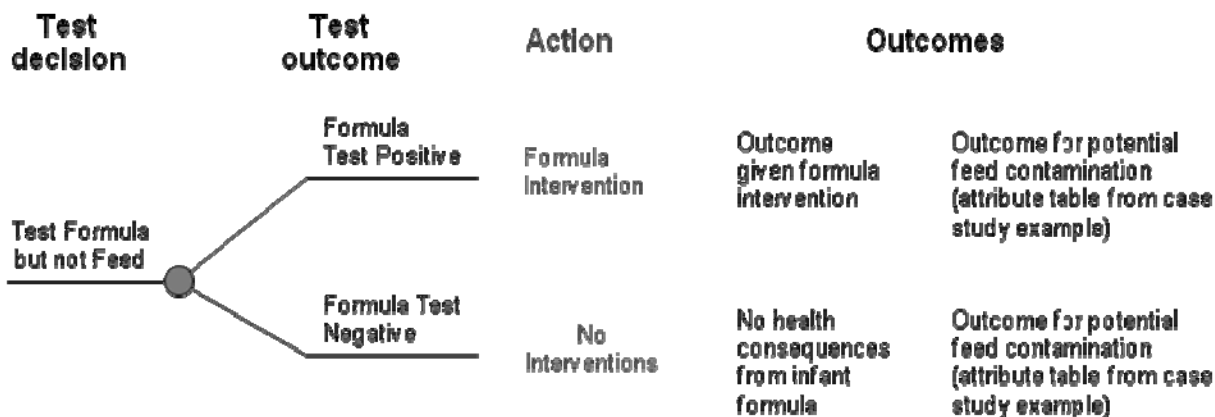 Test
decision
Test
outcome
Action
Outcomes
Formula
Test Positive
Formula
Intervention
Outcome
given formula
intervention
Outcome for potential
feed contamination
(attribute table from case
study example)
Test Formula
but not Feed
Formula Test
Negative
No
Interventions
No health
consequences
from infant
formula
Outcome for potential
feed contamination
(attribute table from case
study example)